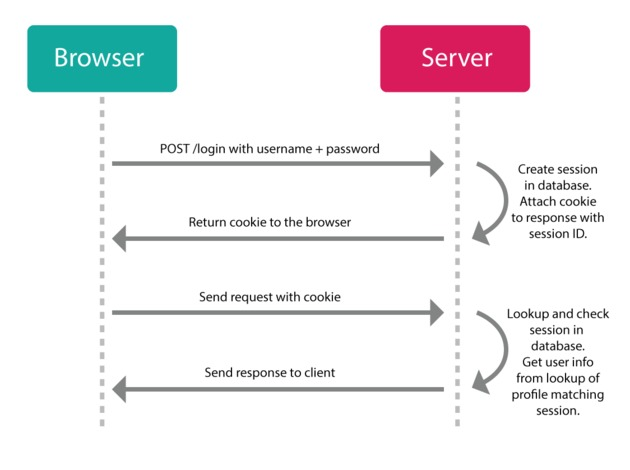 Browser
Server
POST /login with username + password
Create session
in database.
Attach cookie
to response with
session ID.
Return cookie to the browser
Send request with cookie
Lookup and check
session in
database.
Get user info
from lookup of
profile matching
session.
Send response to client